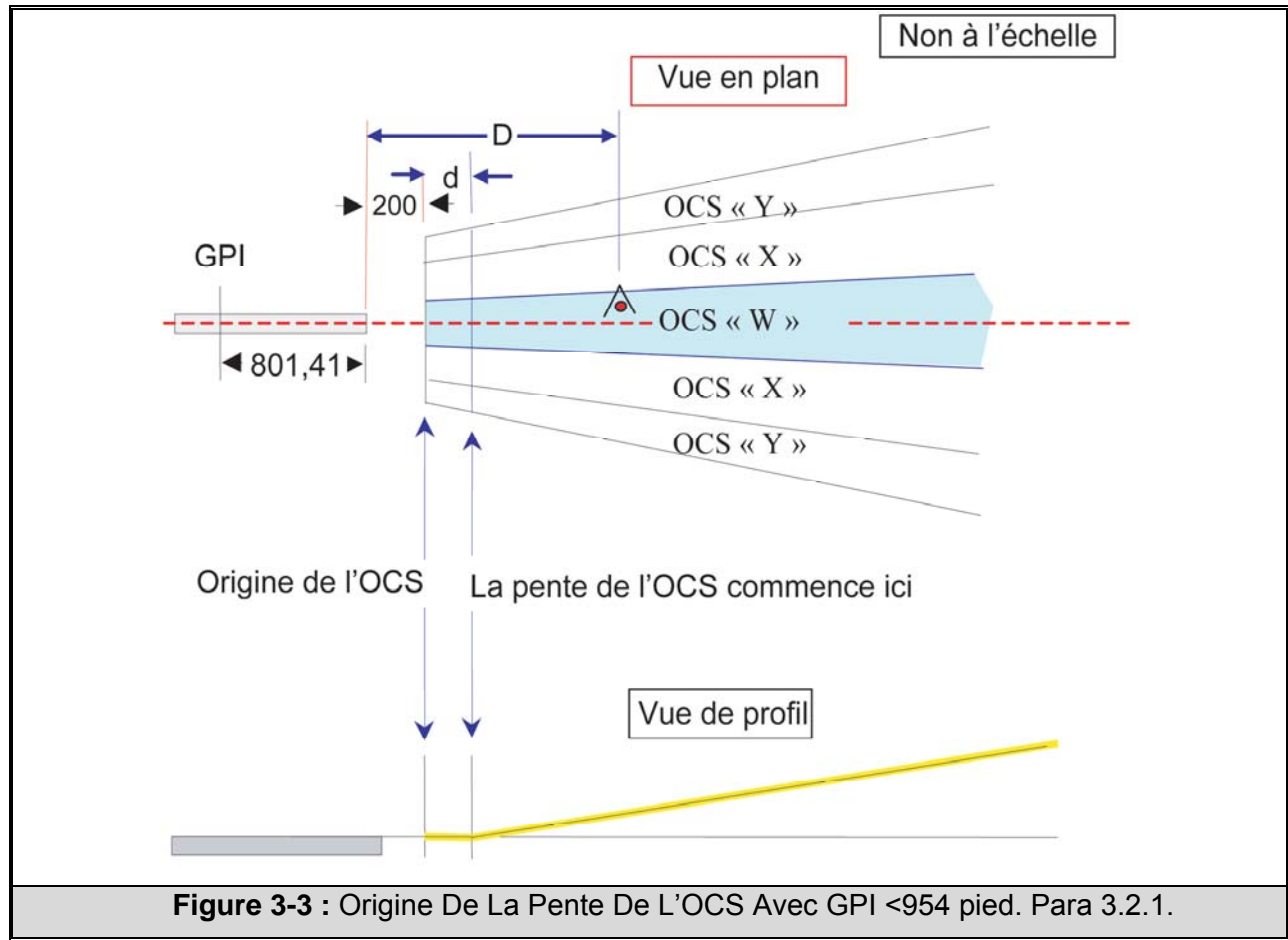 Non à l'échelle
Vue en plan
D
d
200
OCS « Y »
GPI
OCS « X »
OCS « W »
801,41
OCS « X »
OCS « Y »
Origine de l'OCS
La pente de l'OCS commence ici
Vue de profil
Figure 3-3 : Origine De La Pente De L'OCS Avec GPI <954 pied. Para 3.2.1.